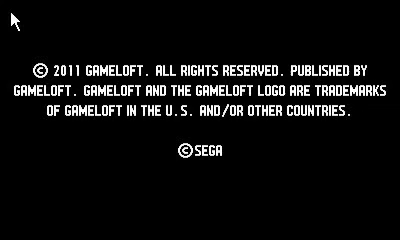 © 2011 GAMELOFT. ALL RIGHTS RESERVED. PUBLISHED BY
GAMELOFT. GAMELOFT AND THE GAMELOFT LOGO ARE TRADEMARKS
OF GAMELOFT IN THE U.S. AND/OR OTHER COUNTRIES.
©SEGA